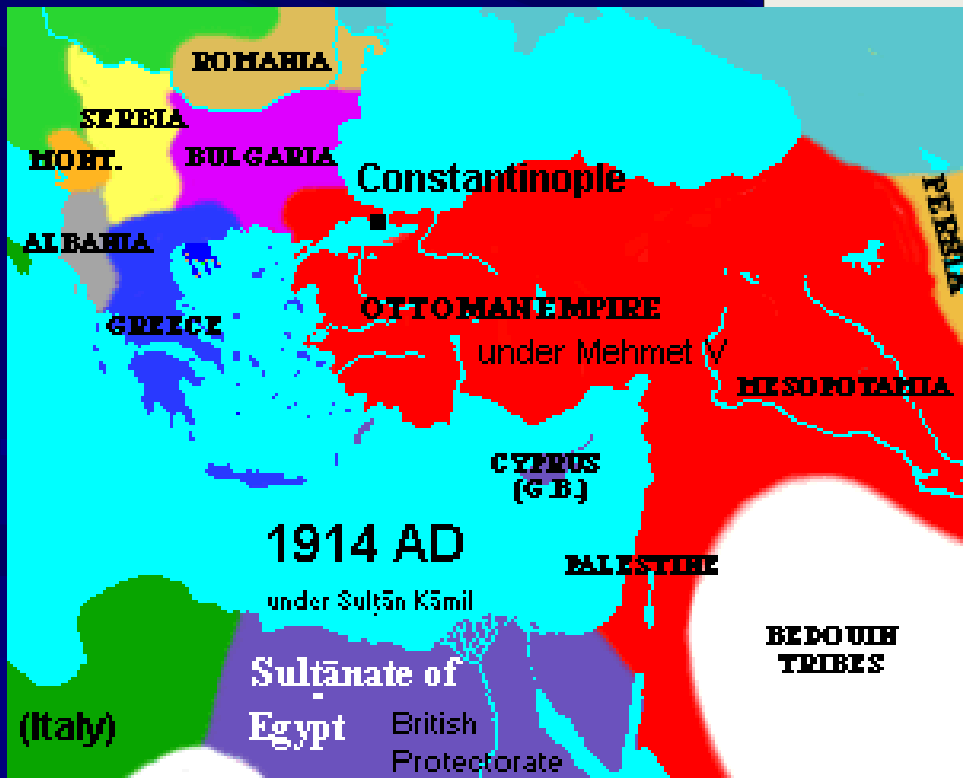 ROMANIA
SERBIA
MONT.
BULGARIA
Constantinople
PERSIA
ALBANIA
OTTOMAN EMPIRE
GREECE
under Mehmet V
MESOPOTAMIA
CYPRUS
(G.B.)
1914 AD
PALESTINE
under Sulṭān Kāmil
BEDOUIN
TRIBES
Sulṭānate of
Egypt
(Italy)
British
Protectorate